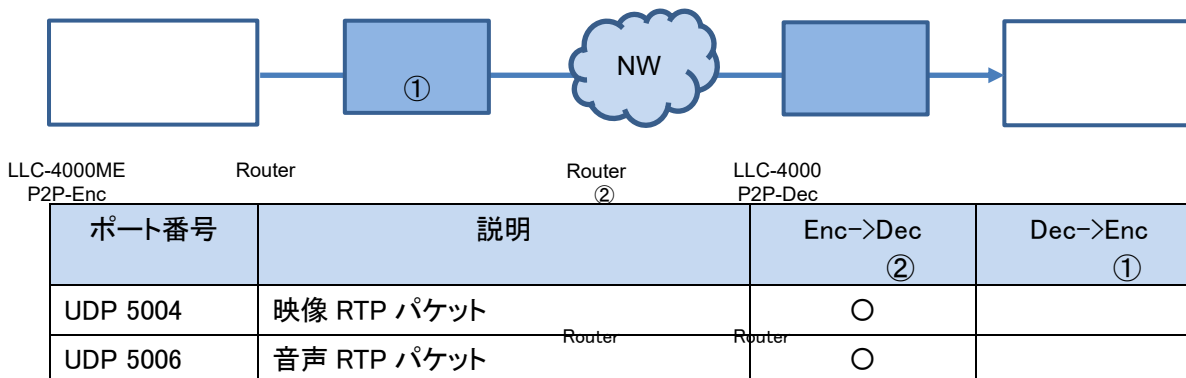 NW
①
LLC-4000ME
P2P-Enc
Router
Router
②
LLC-4000
P2P-Dec
ポート番号 説明 Enc->Dec ② Dec->Enc ①
UDP 5004 映像 RTP パケット ○
Router Router
UDP 5006 音声 RTP パケット ○